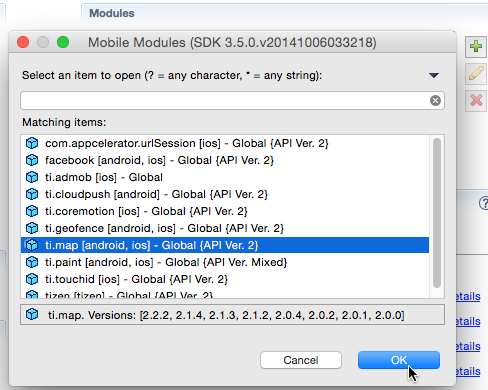 Modules
Mobile Modules (SDK 3.5.0.v20141006033218)
Select an item to open (? = any character, * = any string):
Matching items:
com.appcelerator.urlSession [ios] - Global {API Ver. 2}
facebook [android, ios] - Global {API Ver. 2}
ti.admob [ios] - Global
ti.cloudpush [android] - Global {API Ver. 2}
ti.coremotion [ios] - Global {API Ver. 2}
ti.geofence [ios] - Global {API Ver. 2}
ti.map [android, ios] - Global {API Ver. 2}
ti.paint [android, ios] - Global {API Ver. Mixed}
ti.touchid [ios] - Global {API Ver. 2}
tizen [tizen] - Global {API Ver. 2}
etails
ti.map. Versions: [2.2.2, 2.1.4, 2.1.3, 2.1.2, 2.0.4, 2.0.2, 2.0.1, 2.0.0]
etails
etails
Cancel
OK
etails